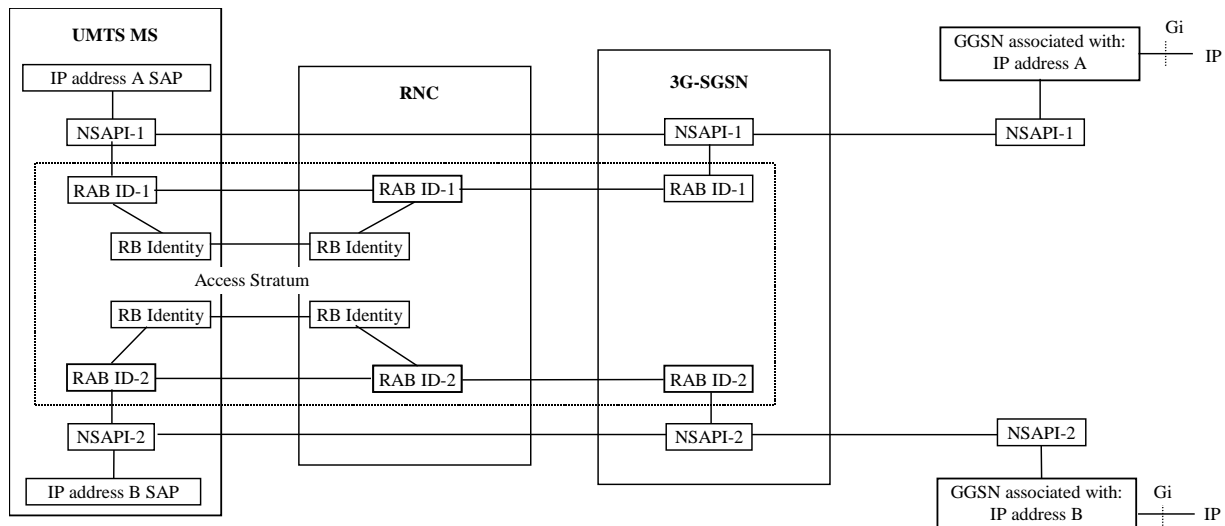 UMTS MS
IP address A SAP
NSAPI-1
RAB ID-1
RB Identity
Access Stratum
RB Identity
RAB ID-2
NSAPI-2
IP address B SAP
RNC
RAB ID-1
RB Identity
RB Identity
RAB ID-2
3G-SGSN
NSAPI-1
RAB ID-1
RAB ID-2
NSAPI-2
GGSN associated with:
IP address A
Gi
IP
NSAPI-1
NSAPI-2
GGSN associated with:
IP address B
Gi
IP